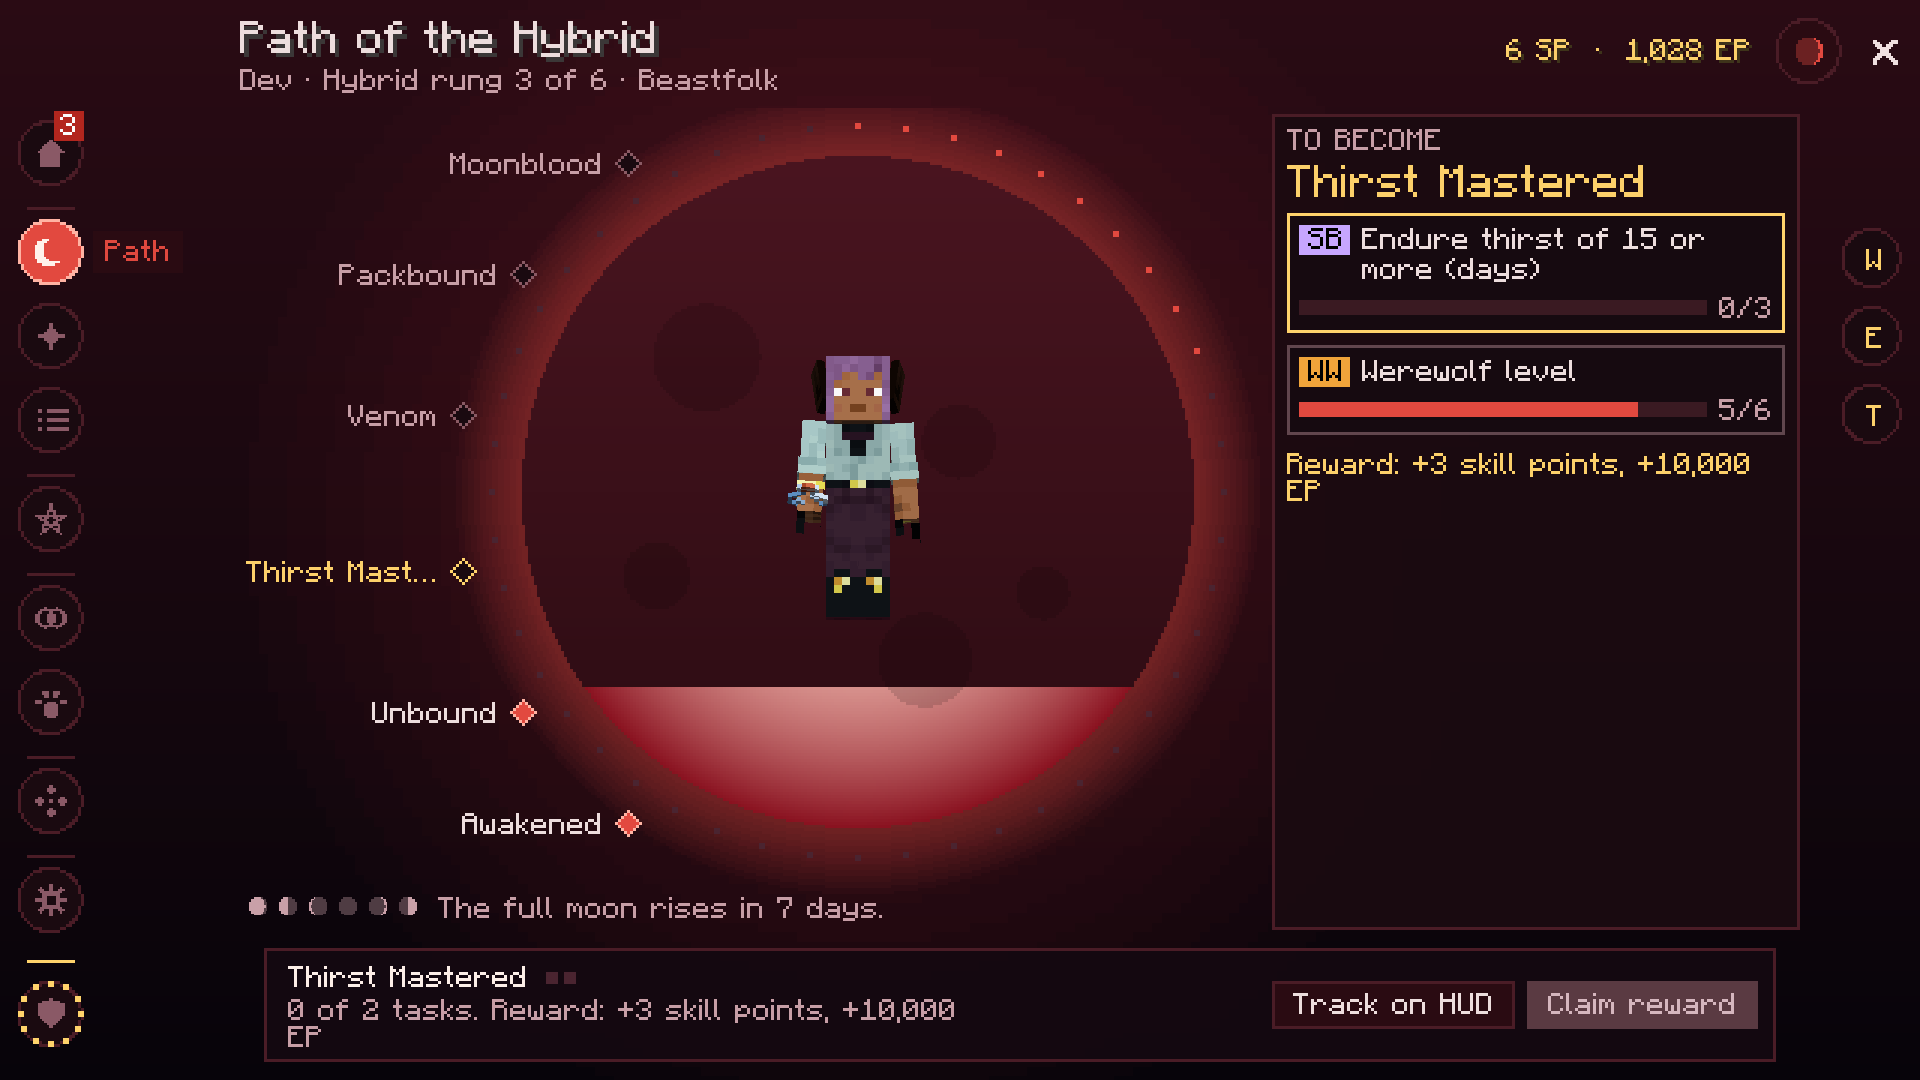 Path of the Hybrid
Dev · Hybrid rung 3 of 6 · Beastfolk
6 SP · 1,028 EP
3
Path
Moonblood
Packbound
Venom
Thirst Mast...
Unbound
Awakened
The full moon rises in 7 days.
TO BECOME
Thirst Mastered
SB Endure thirst of 15 or
more (days)
0/3
WW Werewolf level
5/6
Reward: +3 skill points, +10,000
EP
W
E
T
Thirst Mastered
0 of 2 tasks. Reward: +3 skill points, +10,000
EP
Track on HUD
Claim reward